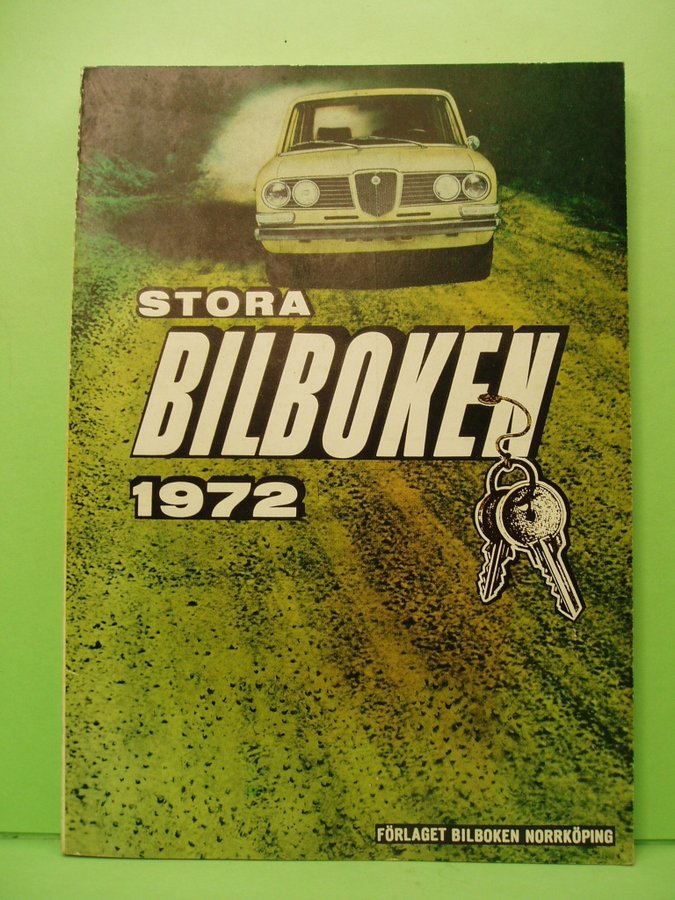 STORA
BILBOKEN
1972
FÖRLAGET BILBOKEN NORRKÖPING